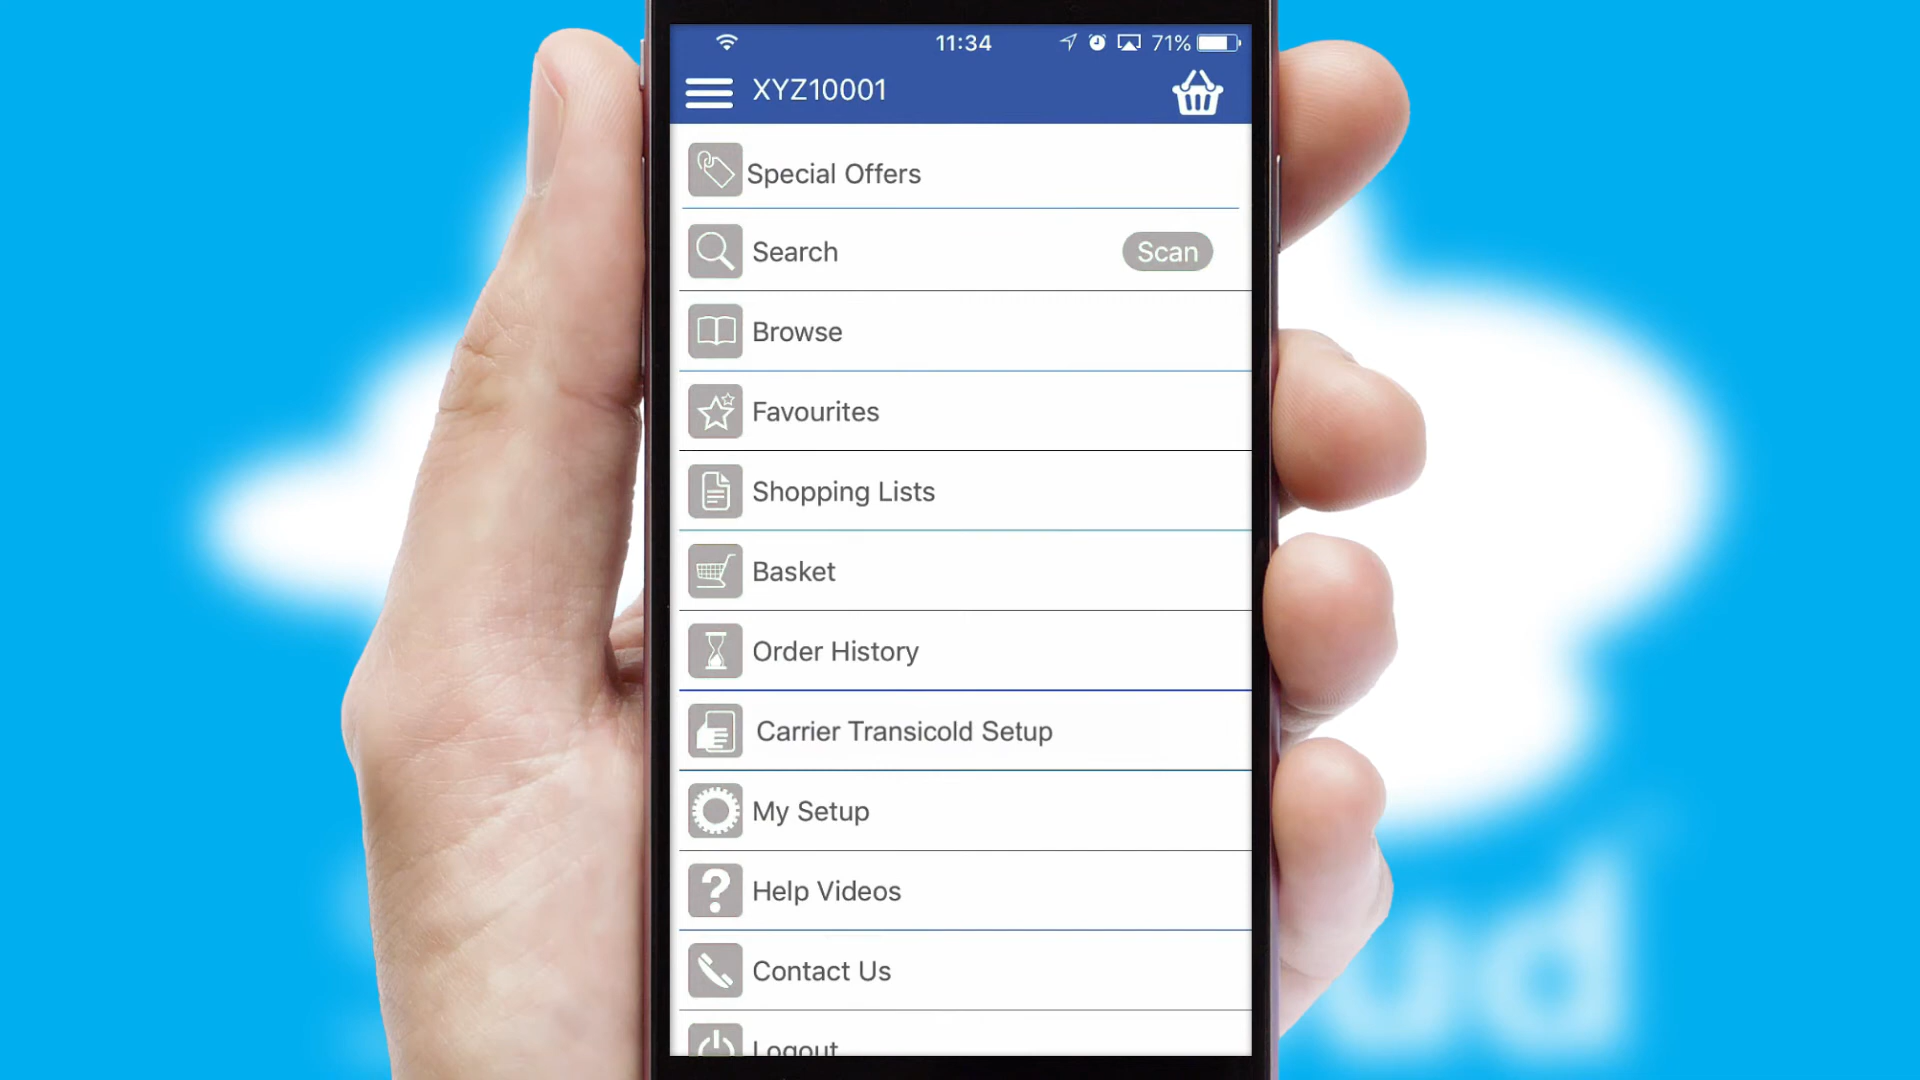 11:34
71%
XYZ10001
Special Offers
Search
Scan
Browse
Favourites
Shopping Lists
Basket
Order History
Carrier Transicold Setup
My Setup
Help Videos
Contact Us
Logout